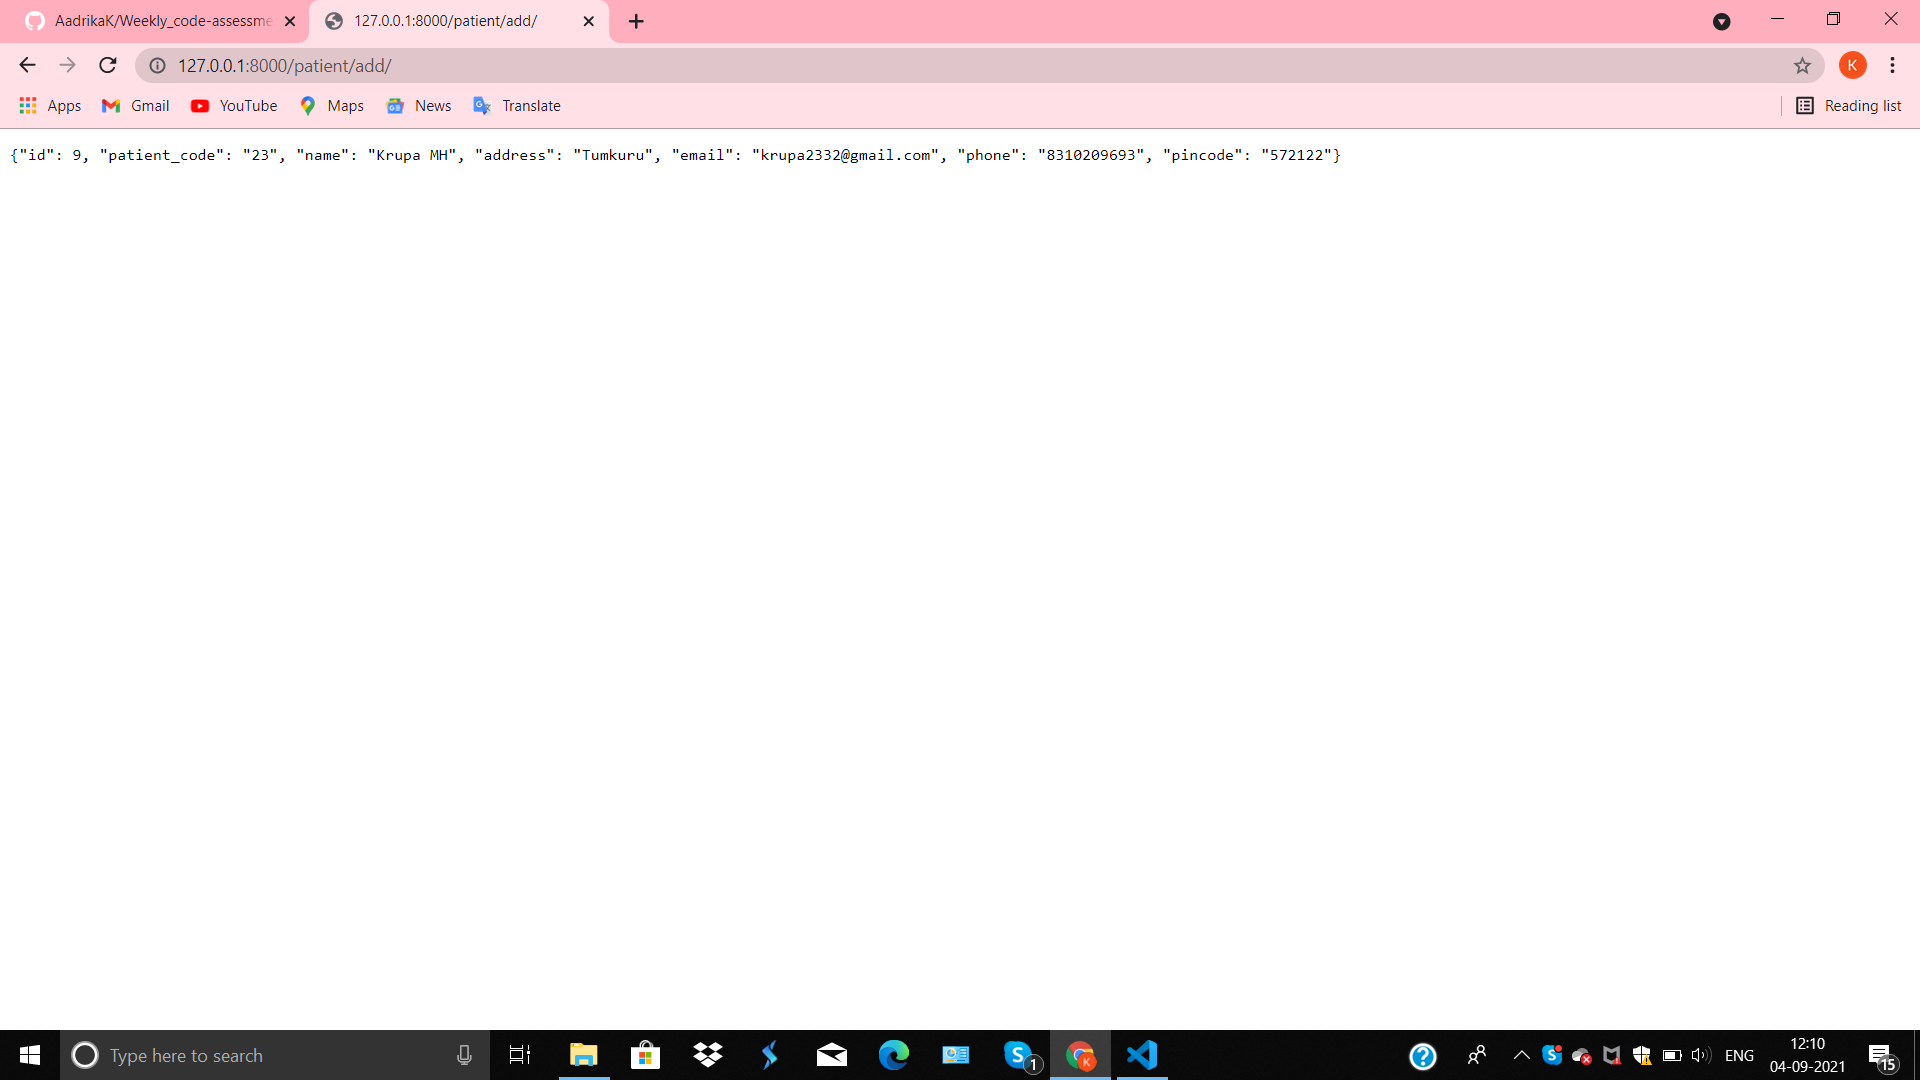 AadrikaK/Weekly_code-assessme
127.0.0.1:8000/patient/add/
127.0.0.1:8000/patient/add/
K
Apps Gmail YouTube Maps News Translate Reading list
{"id": 9, "patient_code": "23", "name": "Krupa MH", "address": "Tumkuru", "email": "krupa2332@gmail.com", "phone": "8310209693", "pincode": "572122"}
Type here to search
1
K
ENG
12:10
04-09-2021
15